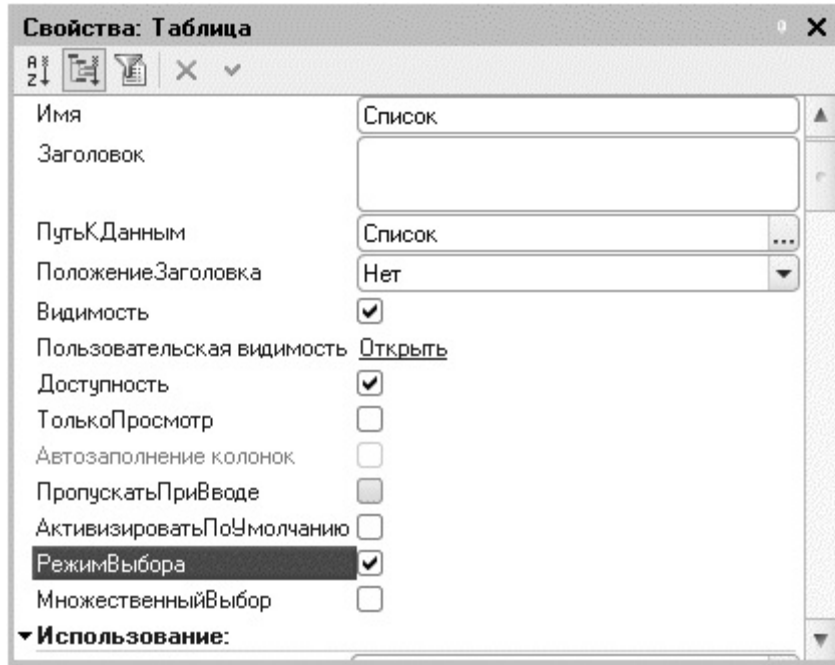 Свойства: Таблица
Имя Список
Заголовок
ПутьКДанным Список ...
ПоложениеЗаголовка Нет
Видимость
Пользовательская видимость Открыть
Доступность
ТолькоПросмотр
Автозаполнение колонок
ПропускатьПриВводе
АктивизироватьПоУмолчанию
РежимВыбора
МножественныйВыбор
Использование: